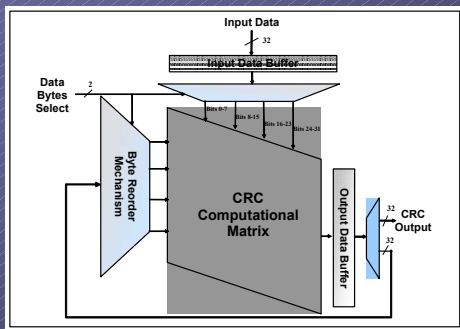 Input Data
32
Input Data Buffer
Data
Bytes
Select
2
Bits 0-7
Bits 8-15
Bits 16-23
Bits 24-31
Byte Reorder
Mechanism
CRC
Computational
Matrix
Output Data Buffer
32
CRC
Output
32